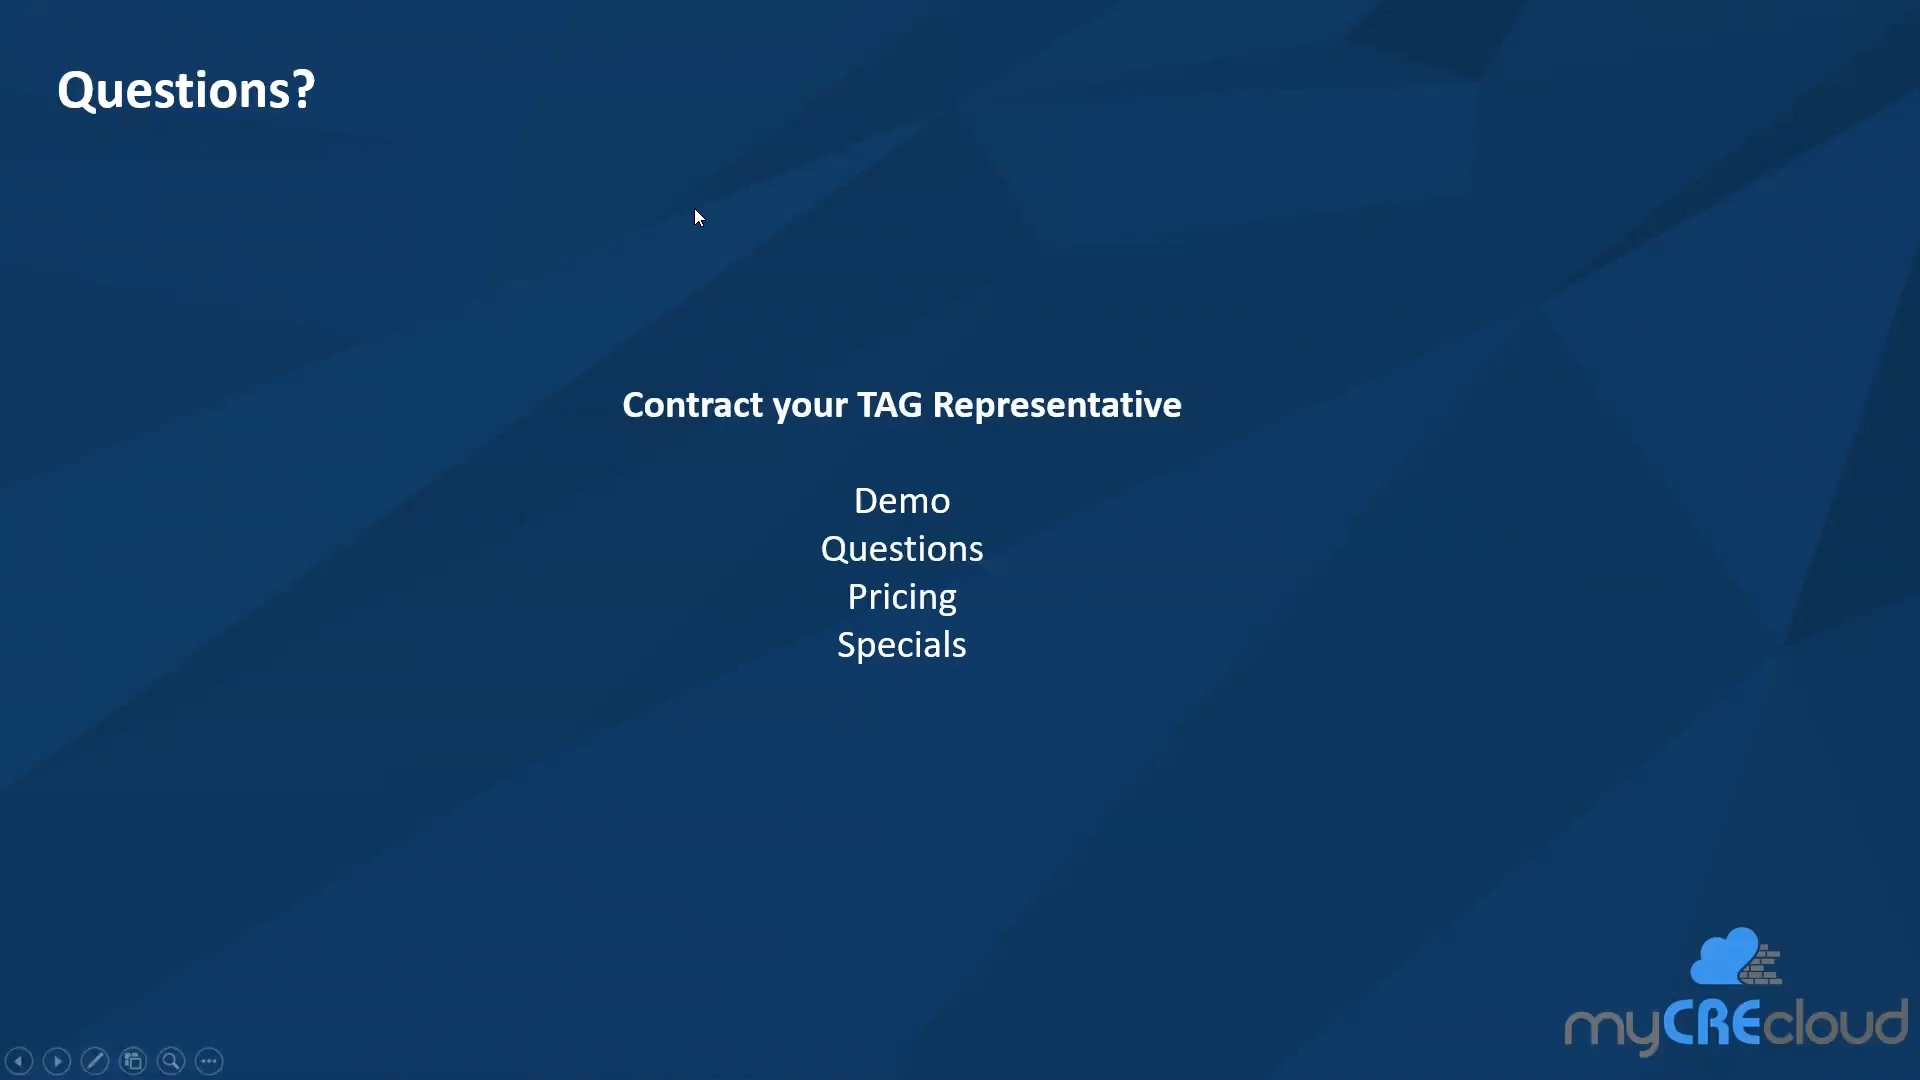 Questions?
Contract your TAG Representative
Demo
Questions
Pricing
Specials
myCREcloud